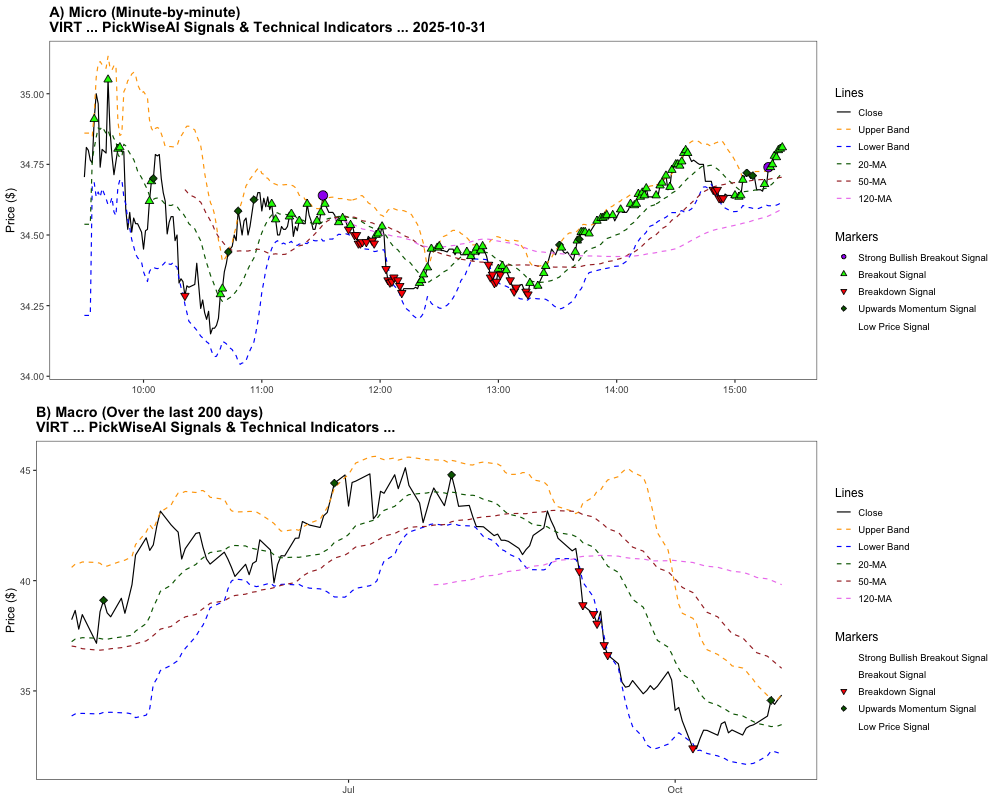 A) Micro (Minute-by-minute)
VIRT ... PickWiseAI Signals & Technical Indicators ... 2025-10-31
Price ($)
35.00
34.75
34.50
34.25
34.00
10:00
11:00
12:00
13:00
14:00
15:00
Lines
Close
Upper Band
Lower Band
20-MA
50-MA
120-MA
Markers
Strong Bullish Breakout Signal
Breakout Signal
Breakdown Signal
Upwards Momentum Signal
Low Price Signal
B) Macro (Over the last 200 days)
VIRT ... PickWiseAI Signals & Technical Indicators ...
Price ($)
45
40
35
Jul
Oct
Lines
Close
Upper Band
Lower Band
20-MA
50-MA
120-MA
Markers
Strong Bullish Breakout Signal
Breakout Signal
Breakdown Signal
Upwards Momentum Signal
Low Price Signal